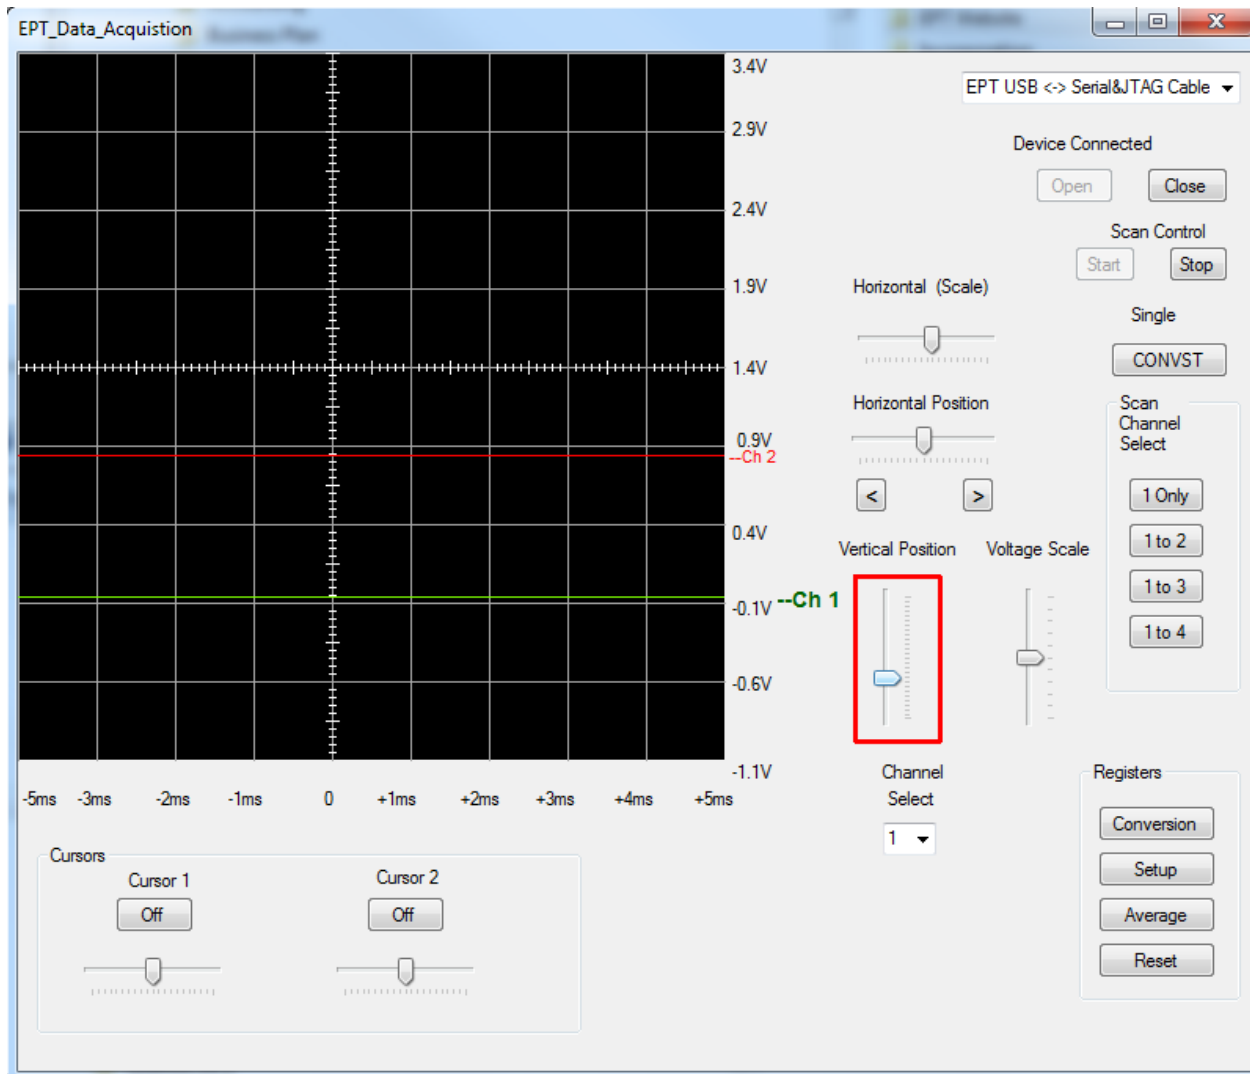 EPT_Data_Acquistion
EPT USB <-> Serial&JTAG Cable
Device Connected
Open
Close
Scan Control
Start
Stop
Single
CONVST
Horizontal (Scale)
Horizontal Position
<
>
Scan
Channel
Select
1 Only
1 to 2
1 to 3
1 to 4
Vertical Position
Voltage Scale
3.4V
2.9V
2.4V
1.9V
1.4V
0.9V
--Ch 2
0.4V
--Ch 1
-0.1V
-0.6V
-1.1V
-5ms -3ms -2ms -1ms 0 +1ms +2ms +3ms +4ms +5ms
Channel
Select
1
Registers
Conversion
Setup
Average
Reset
Cursors
Cursor 1
Off
Cursor 2
Off